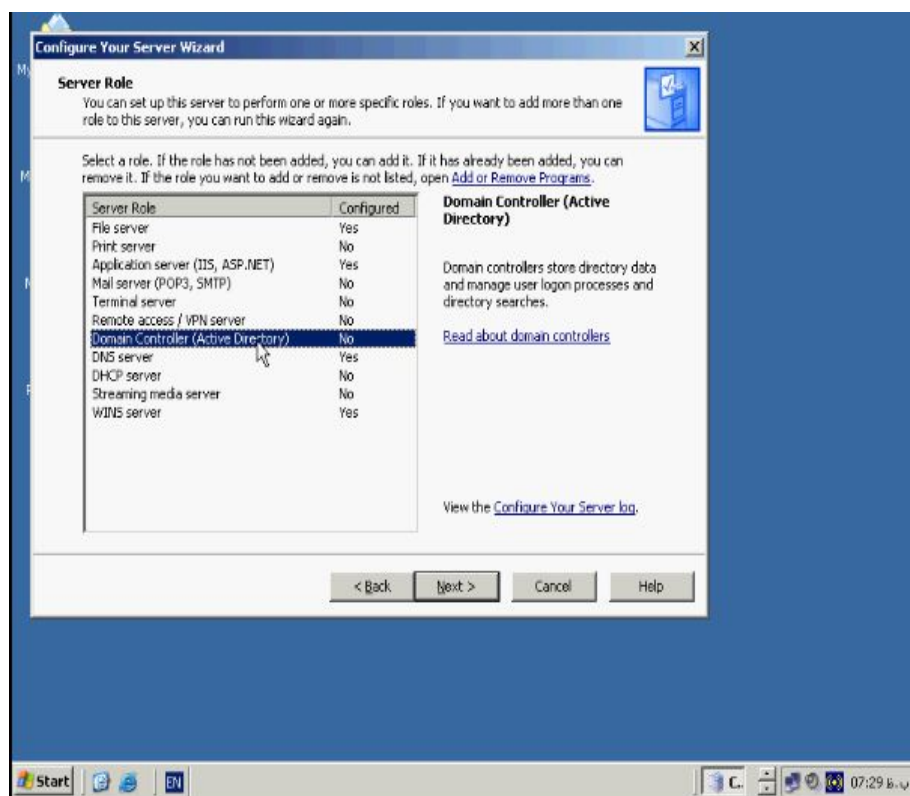 Configure Your Server Wizard
Server Role
You can set up this server to perform one or more specific roles. If you want to add more than one
role to this server, you can run this wizard again.
Select a role. If the role has not been added, you can add it. If it has already been added, you can
remove it. If the role you want to add or remove is not listed, open Add or Remove Programs.
Server Role Configured
File server Yes
Print server No
Application server (IIS, ASP.NET) Yes
Mail server (POP3, SMTP) No
Terminal server No
Remote access / VPN server No
Domain Controller (Active Directory) No
DNS server Yes
DHCP server No
Streaming media server No
WINS server Yes
Domain Controller (Active
Directory)
Domain controllers store directory data
and manage user logon processes and
directory searches.
Read about domain controllers
View the Configure Your Server log.
< Back Next > Cancel Help
Start EN C.. 07:29 ب.ظ